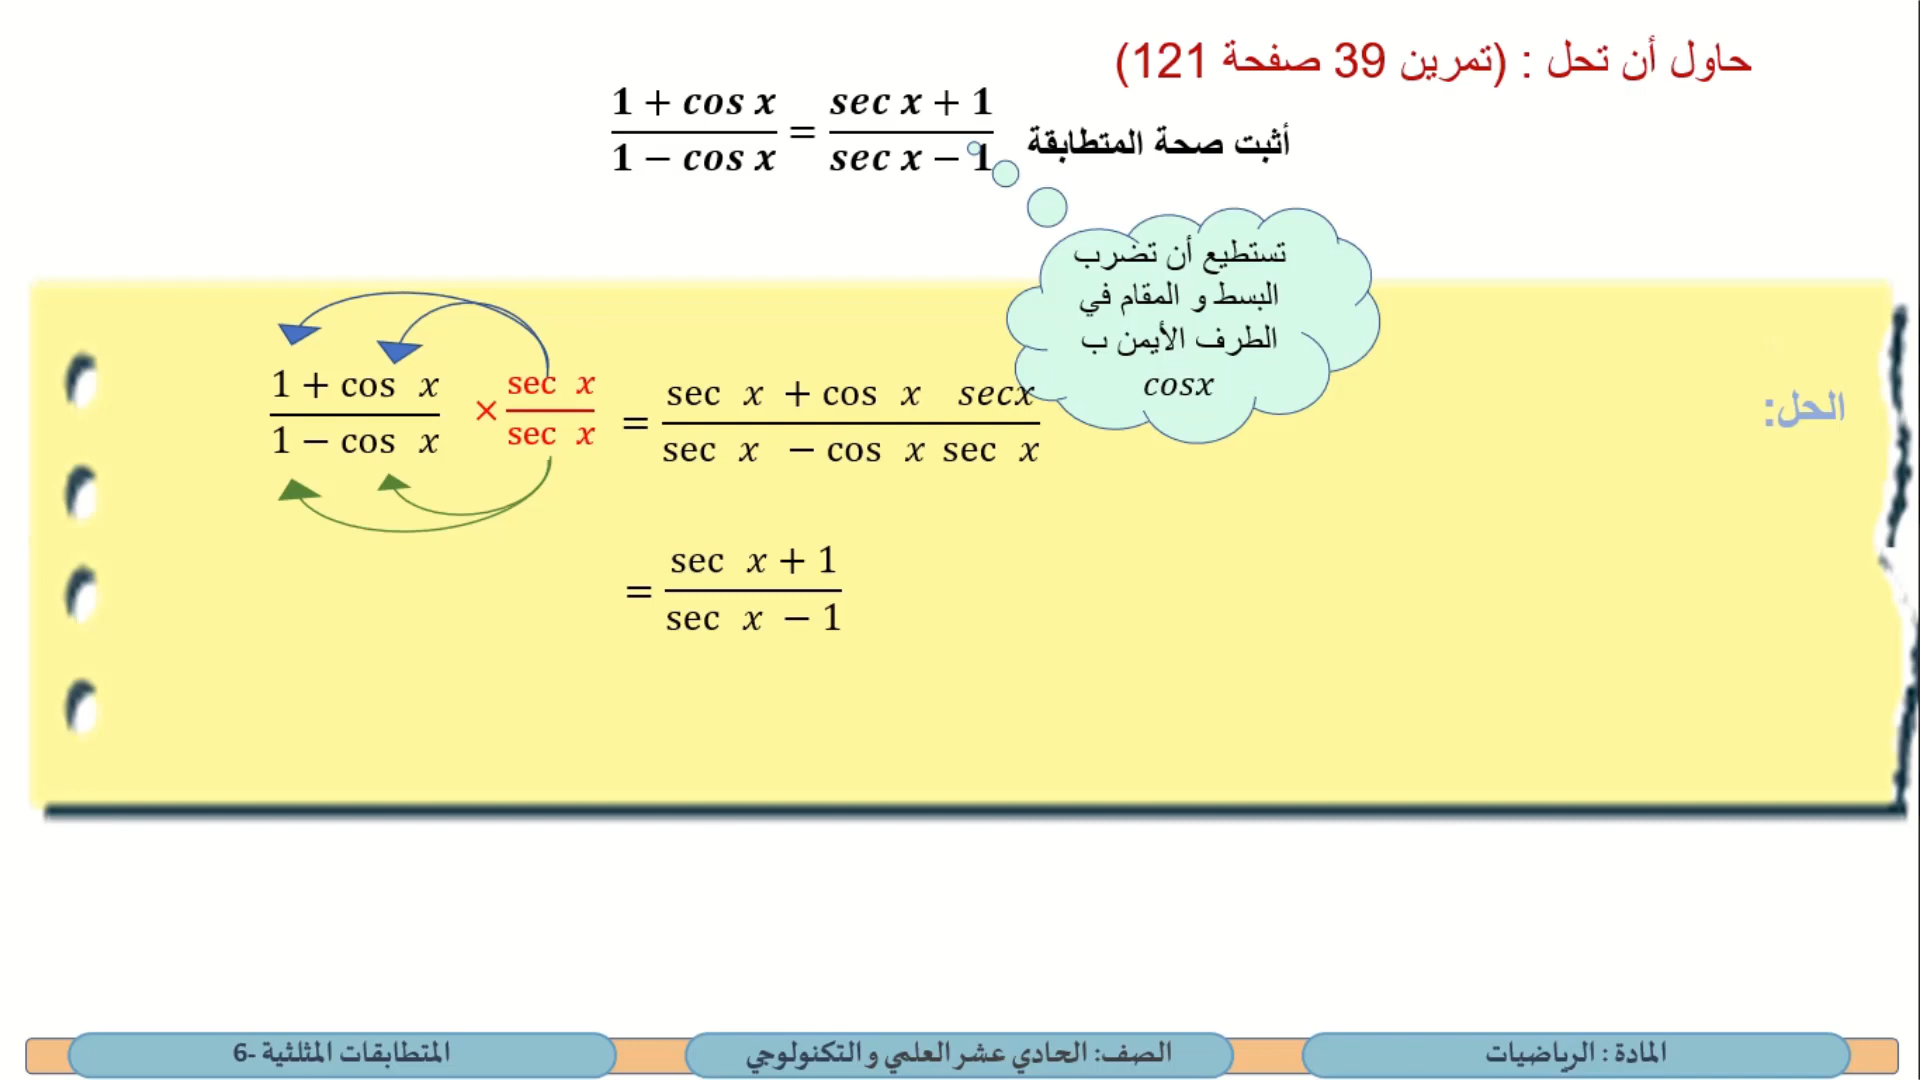 حاول أن تحل : (تمرين 39 صفحة 121)
أثبت صحة المتطابقة
(1 + cos x)/(1 − cos x) = (sec x + 1)/(sec x − 1)
تستطيع أن تضرب
البسط و المقام في
الطرف الأيمن ب
cosx
الحل:
(1 + cos x)/(1 − cos x) × (sec x)/(sec x) = (sec x + cos x secx)/(sec x − cos x sec x)
= (sec x + 1)/(sec x − 1)
المادة : الرياضيات
الصف: الحادي عشر العلمي و التكنولوجي
المتطابقات المثلثية -6